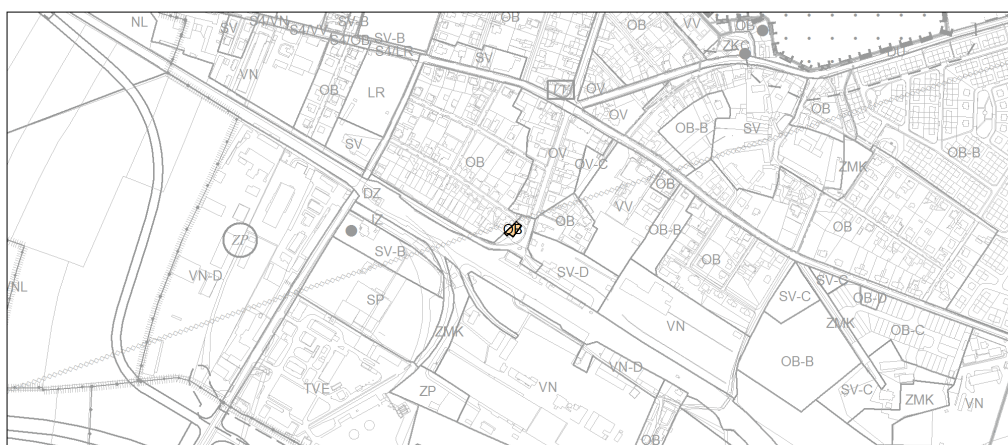 NL
SV
S4/VN
S4/VV
SV-B
S4/OB
SV-B
S4/LR
OB
SV
OB
VV
OB
ZKC
DU
VN
OB
LR
SV
OV
OV
OB-B
SV
OB
OB-B
ZMK
OB
OV
OV-C
VV
OB
OB-B
OB
OB
DZ
IZ
SV-B
OB
OB
ZP
VN-D
NL
SP
SV-D
VN
ZMK
SV-C
SV-C
OB-D
ZMK
OB-C
OB-B
TVE
ZP
VN
VN-D
SV-C
ZMK
VN
OB